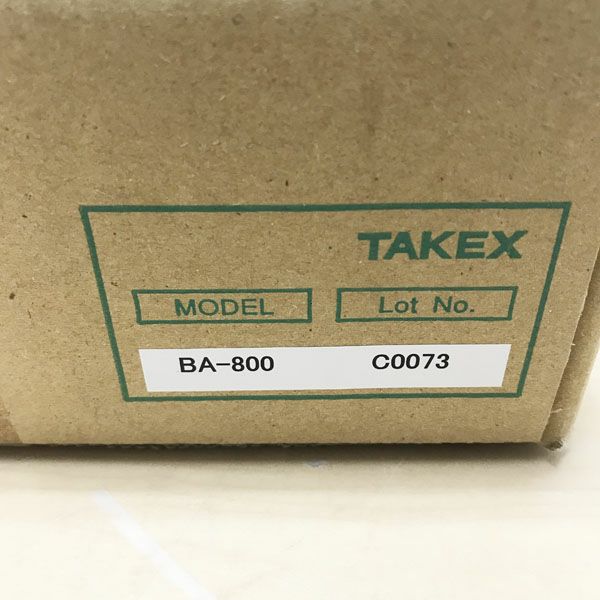 TAKEX
MODEL Lot No.
BA-800 C0073